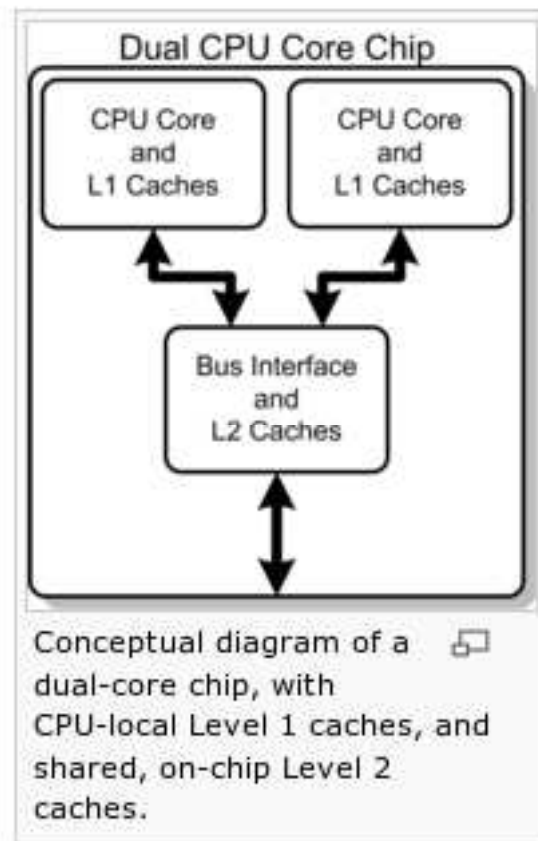 Dual CPU Core Chip
CPU Core
and
L1 Caches
CPU Core
and
L1 Caches
Bus Interface
and
L2 Caches
Conceptual diagram of a
dual-core chip, with
CPU-local Level 1 caches, and
shared, on-chip Level 2
caches.